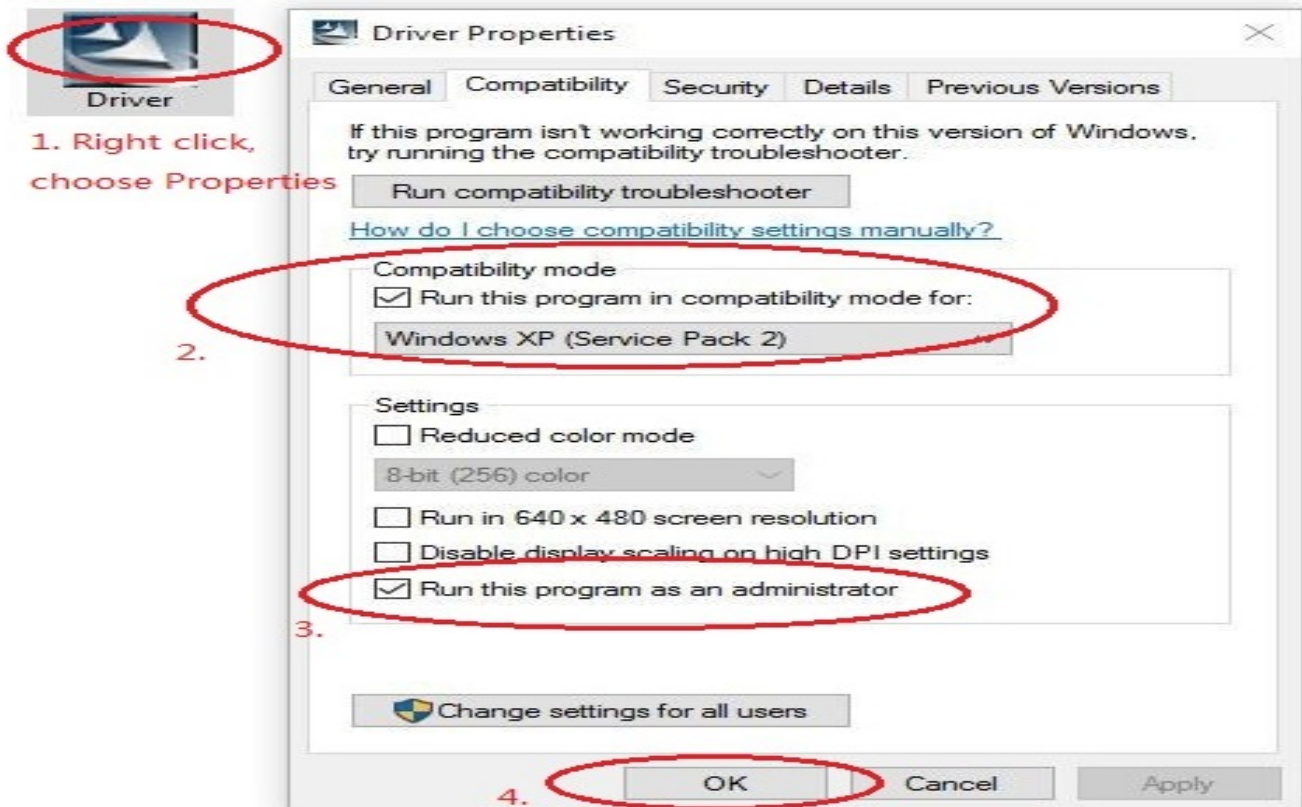 Driver
1. Right click,
choose Properties
Driver Properties
General Compatibility Security Details Previous Versions
If this program isn't working correctly on this version of Windows,
try running the compatibility troubleshooter.
Run compatibility troubleshooter
How do I choose compatibility settings manually?
2.
Compatibility mode
Run this program in compatibility mode for:
Windows XP (Service Pack 2)
Settings
Reduced color mode
8-bit (256) color
Run in 640 x 480 screen resolution
Disable display scaling on high DPI settings
3.
Run this program as an administrator
Change settings for all users
4.
OK Cancel Apply